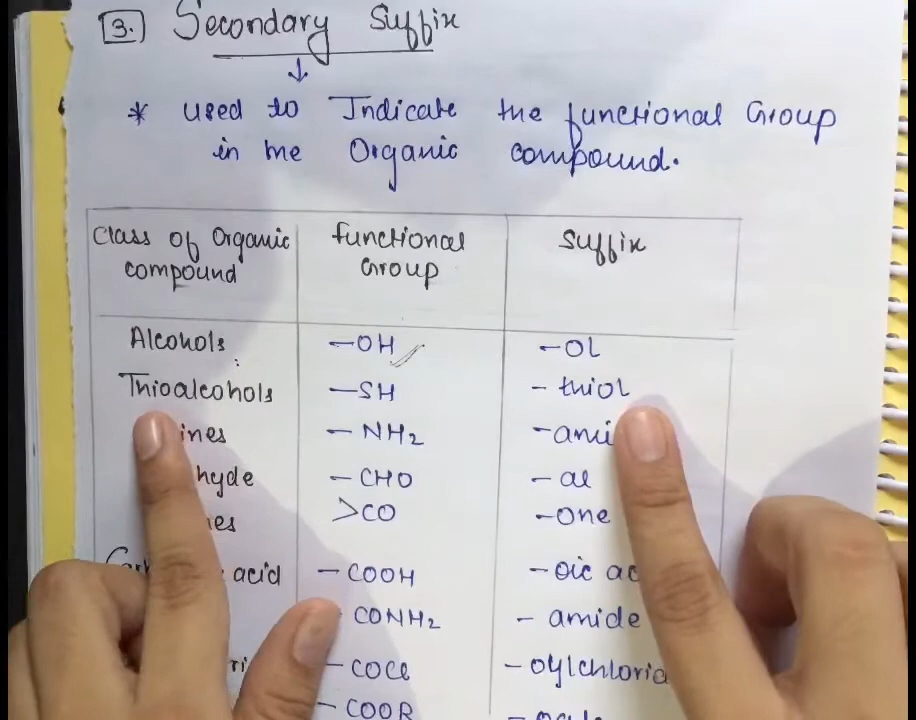 3. Secondary Suffix
* used to Indicate the functional Group
in the Organic compound.
Class of Organic compound functional Group Suffix
Alcohols —OH —OL
Thioalcohols —SH — thiol
—NH2
hyde —CHO — al
>CO —One
acid —COOH —oic
CONH2 — amide
—COCl
—COOR